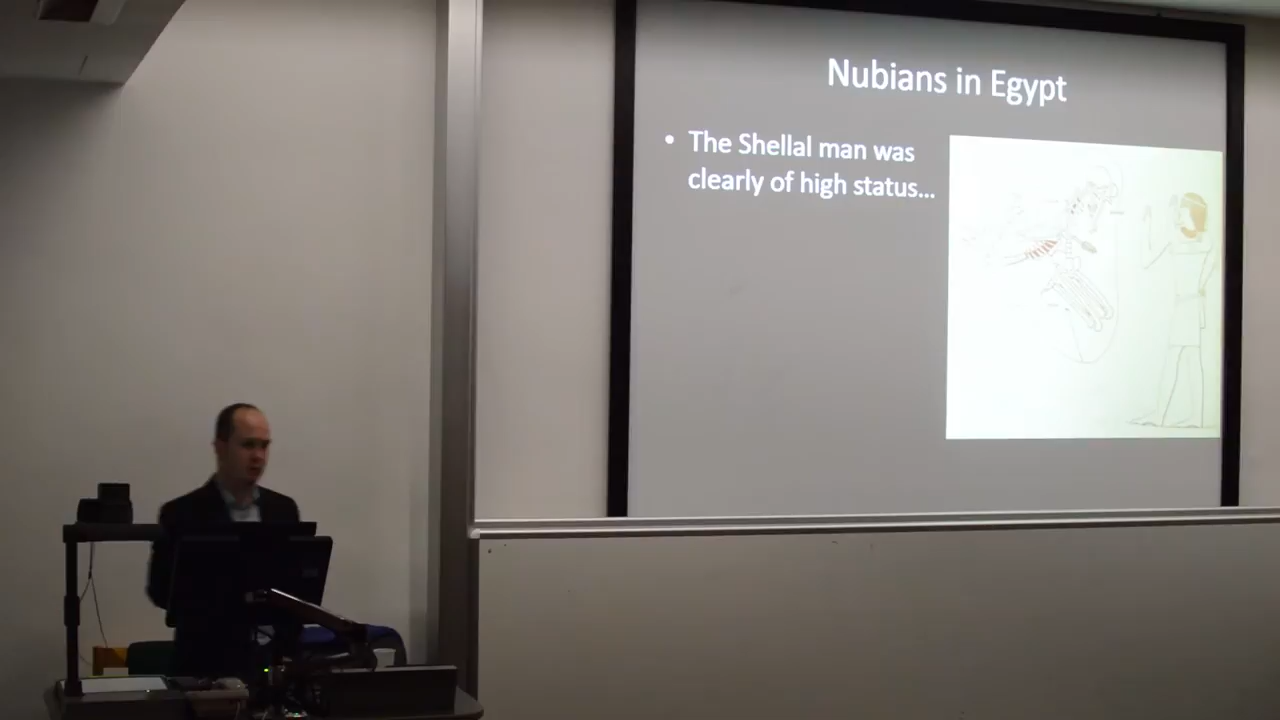 Nubians in Egypt
• The Shellal man was
clearly of high status...